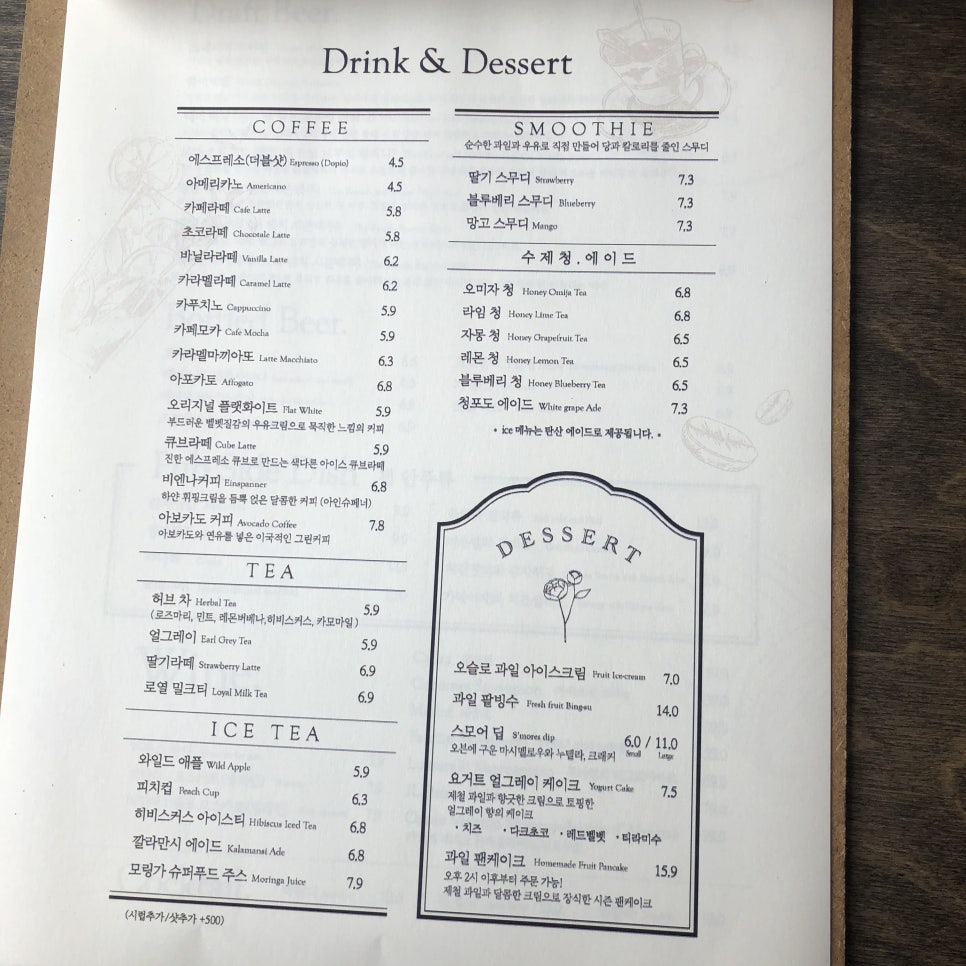 Drink & Dessert
COFFEE
에스프레소(더블샷) Espresso (Dopio) 4.5
아메리카노 Americano 4.5
카페라떼 Cafe Latte 5.8
초코라떼 Chocotale Latte 5.8
바닐라라떼 Vanilla Latte 6.2
카라멜라떼 Caramel Latte 6.2
카푸치노 Cappuccino 5.9
카페모카 Cafe Mocha 5.9
카라멜마끼아또 Latte Macchiato 6.3
아포카토 Affogato 6.8
오리지널 플랫화이트 Flat White 5.9
부드러운 벨벳질감의 우유크림으로 묵직한 느낌의 커피
큐브라떼 Cube Latte 5.9
진한 에스프레소 큐브로 만드는 색다른 아이스 큐브라떼
비엔나커피 Einspanner 6.8
하얀 휘핑크림을 듬뿍 얹은 달콤한 커피 (아인슈페너)
아보카도 커피 Avocado Coffee 7.8
아보카도와 연유를 넣은 이국적인 그린커피
TEA
허브 차 Herbal Tea 5.9
(로즈마리, 민트, 레몬버베나,히비스커스, 카모마일)
얼그레이 Earl Grey Tea 5.9
딸기라떼 Strawberry Latte 6.9
로열 밀크티 Loyal Milk Tea 6.9
ICE TEA
와일드 애플 Wild Apple 5.9
피치컵 Peach Cup 6.3
히비스커스 아이스티 Hibiscus Iced Tea 6.8
깔라만시 에이드 Kalamansi Ade 6.8
모링가 슈퍼푸드 주스 Moringa Juice 7.9
(시럽추가/샷추가 +500)
SMOOTHIE
순수한 과일과 우유로 직접 만들어 당과 칼로리를 줄인 스무디
딸기 스무디 Strawberry 7.3
블루베리 스무디 Blueberry 7.3
망고 스무디 Mango 7.3
수제청.에이드
오미자 청 Honey Omija Tea 6.8
라임 청 Honey Lime Tea 6.8
자몽 청 Honey Grapefruit Tea 6.5
레몬 청 Honey Lemon Tea 6.5
블루베리 청 Honey Blueberry Tea 6.5
청포도 에이드 White grape Ade 7.3
* ice 메뉴는 탄산 에이드로 제공됩니다. *
DESSERT
오슬로 과일 아이스크림 Fruit Ice-cream 7.0
과일 팥빙수 Fresh fruit Bingsu 14.0
스모어 딥 S'mores dip 6.0 / 11.0
오븐에 구운 마시멜로우와 누텔라, 크래커 Small Large
요거트 얼그레이 케이크 Yogurt Cake 7.5
제철 과일과 향긋한 크림으로 토핑한
얼그레이 향의 케이크
·치즈 ·다크초코 ·레드벨벳 ·티라미수
과일 팬케이크 Homemade Fruit Pancake 15.9
오후 2시 이후부터 주문 가능!
제철 과일과 달콤한 크림으로 장식한 시즌 팬케이크